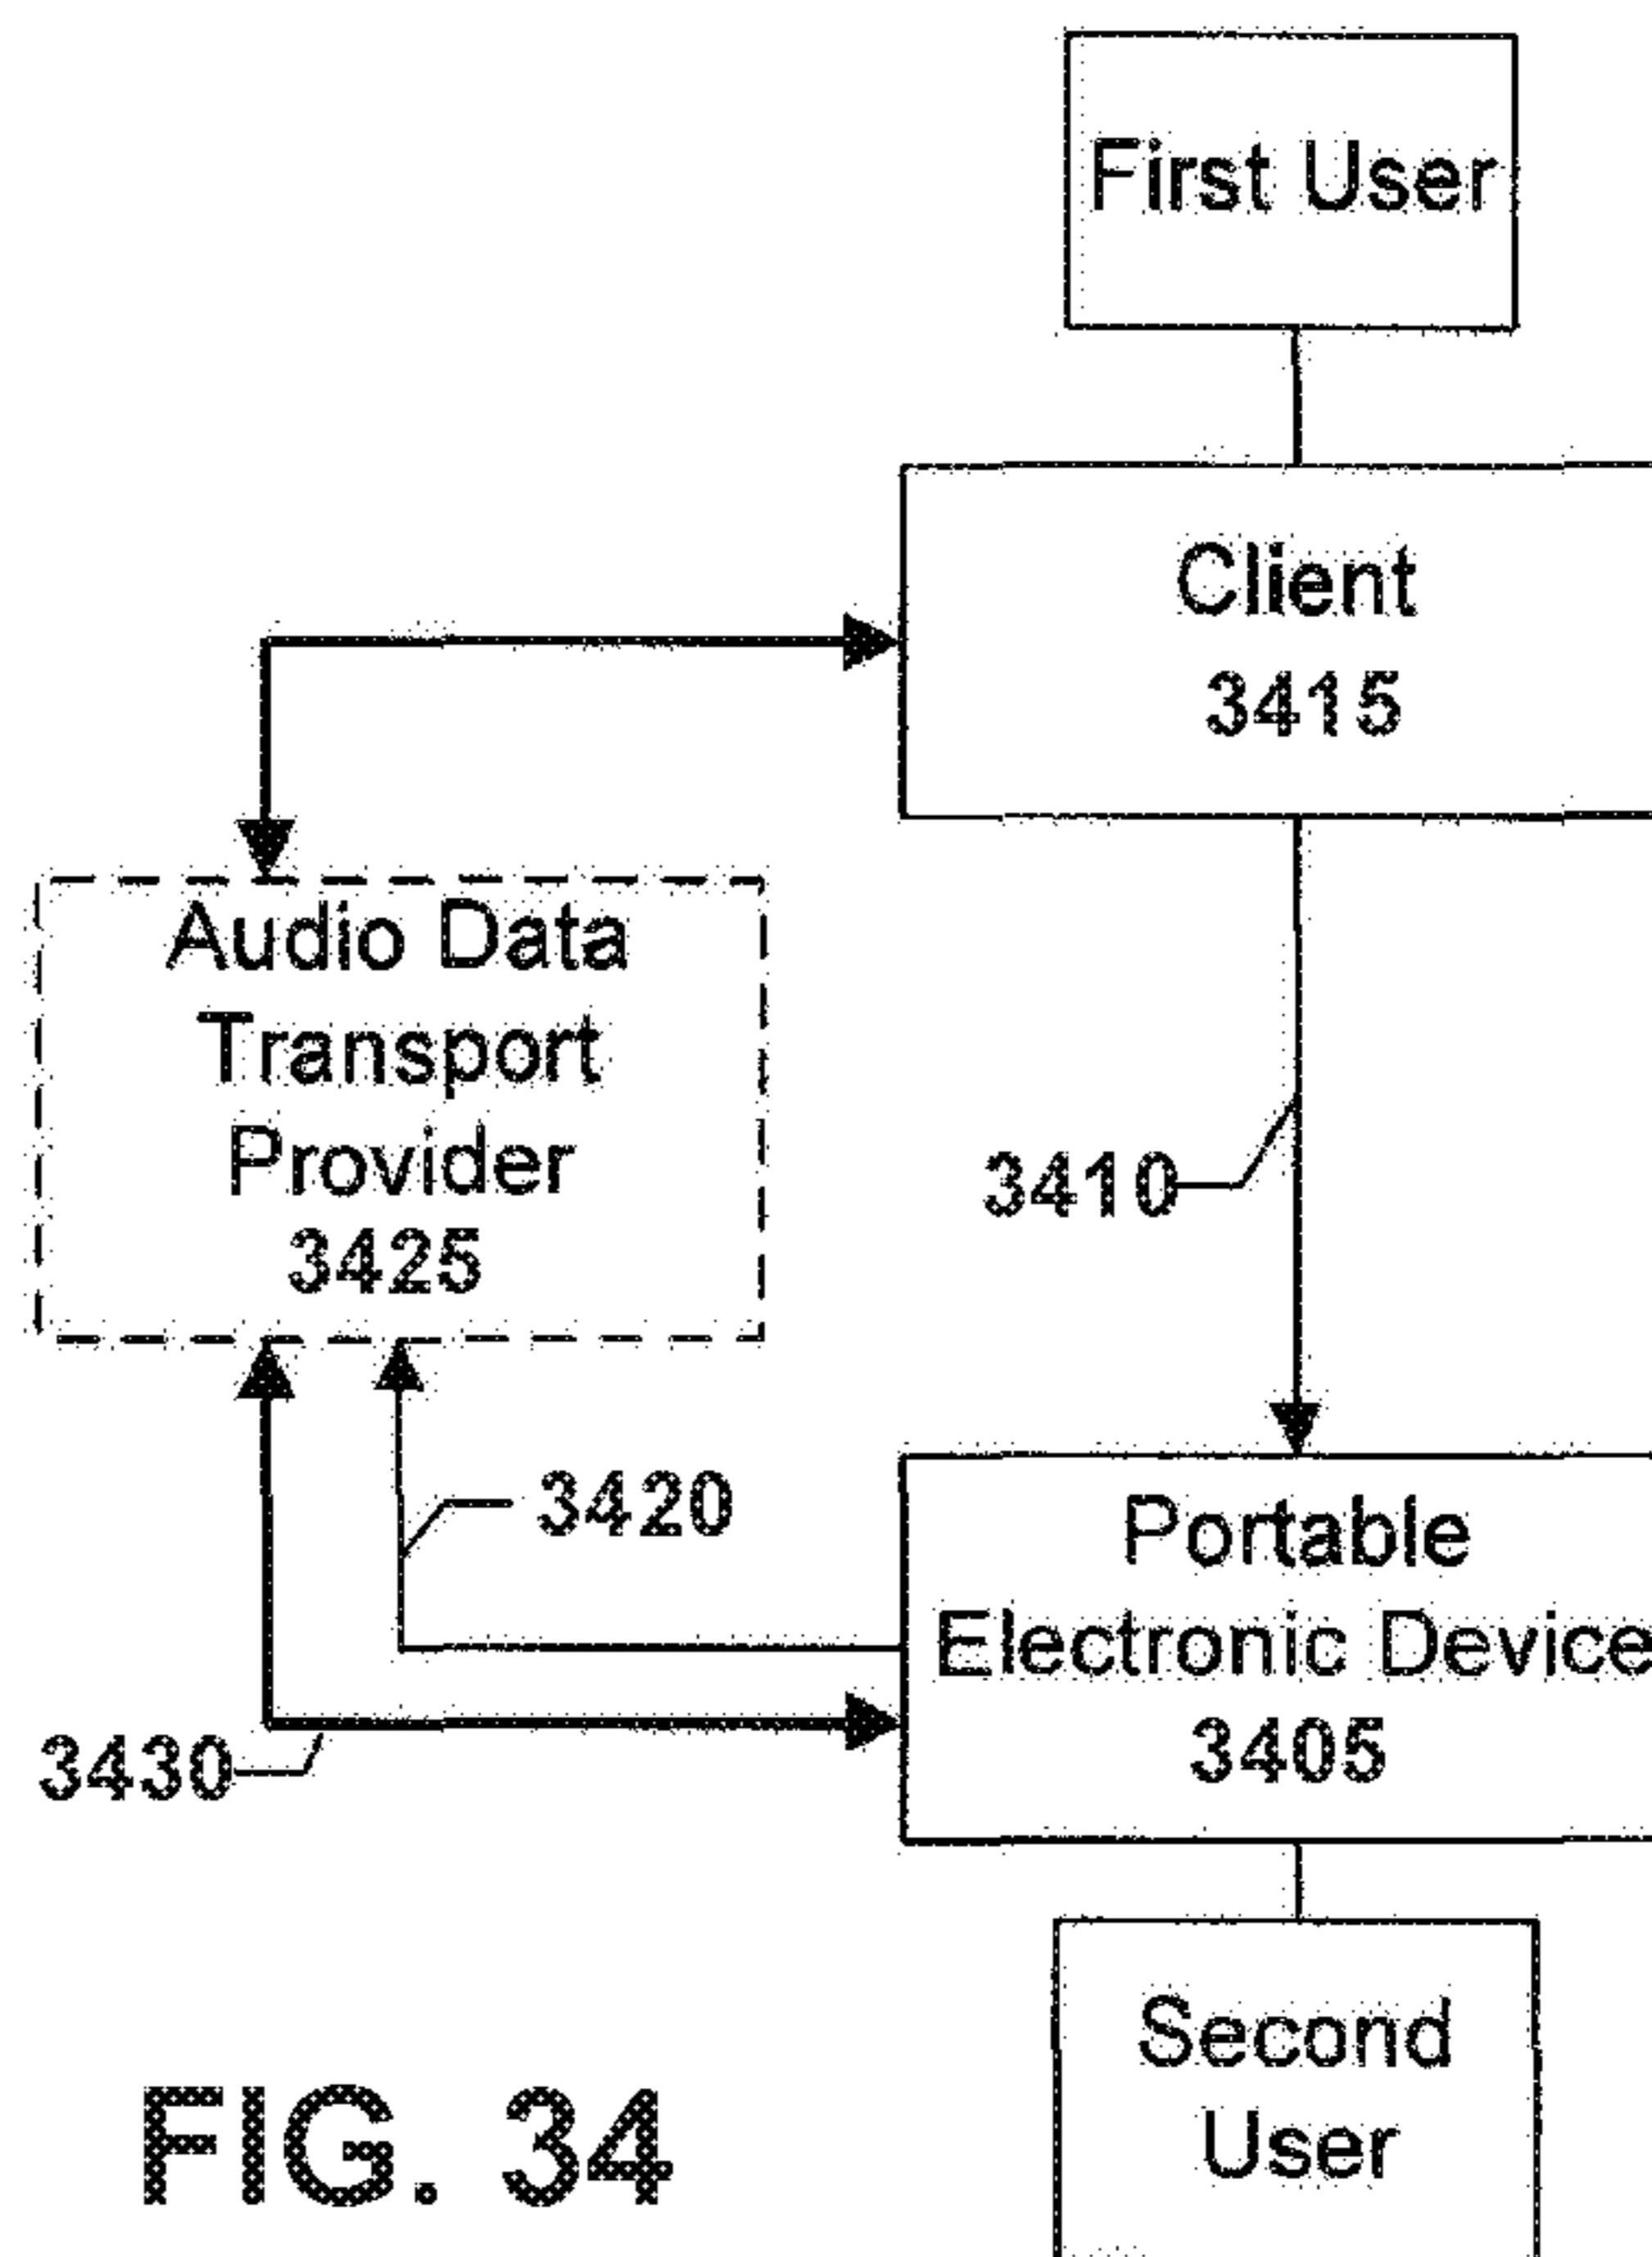 First User
Client
3415
Audio Data
Transport
Provider
3425
3410
3420
Portable
Electronic Device
3405
3430
Second
User
FIG. 34